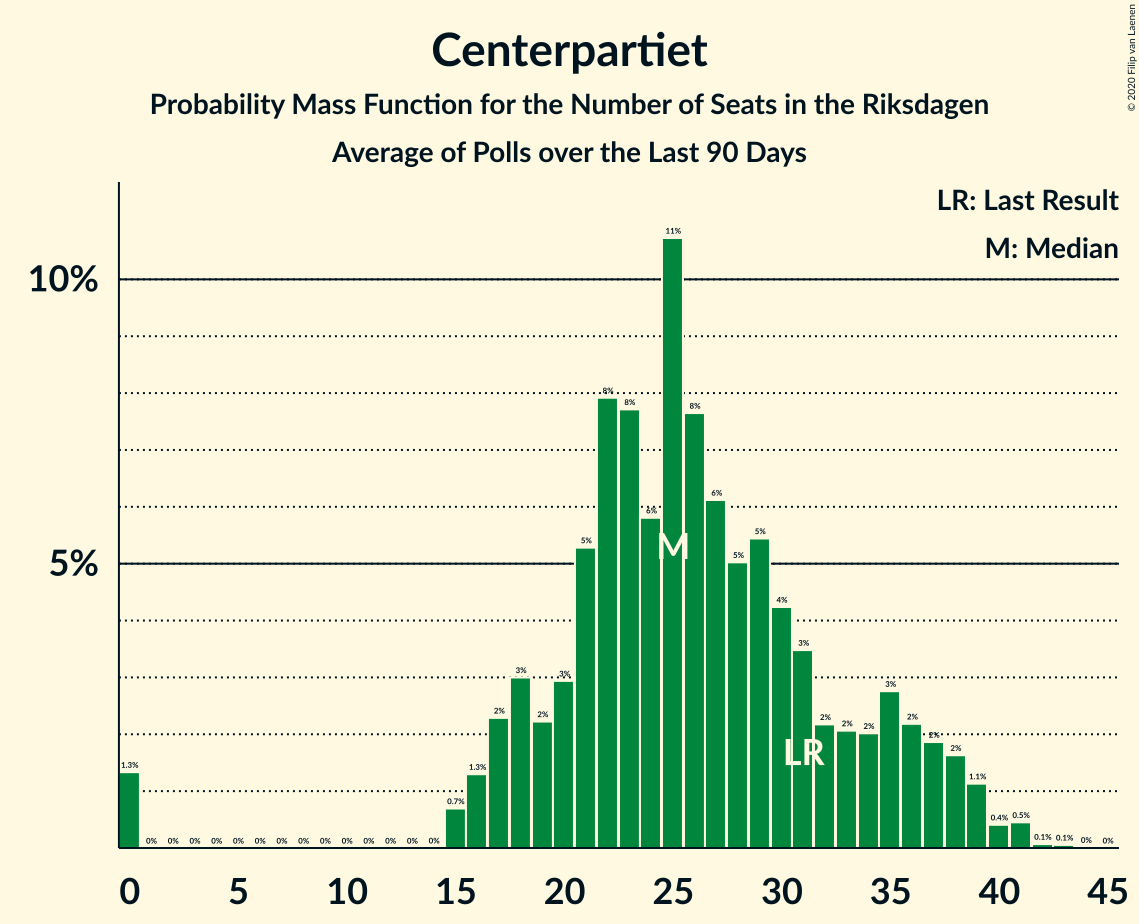 Centerpartiet
Probability Mass Function for the Number of Seats in the Riksdagen
Average of Polls over the Last 90 Days
© 2020 Filip van Laenen
LR: Last Result
M: Median
10%
5%
1.3% 0% 0% 0% 0% 0% 0% 0% 0% 0% 0% 0% 0% 0% 0% 0.7% 1.3% 2% 3% 2% 3% 5% 8% 8% 6% 11% 8% 6% 5% 5% 4% 3% 2% 2% 2% 3% 2% 2% 2% 1.1% 0.4% 0.5% 0.1% 0.1% 0% 0%
M
LR
0 5 10 15 20 25 30 35 40 45